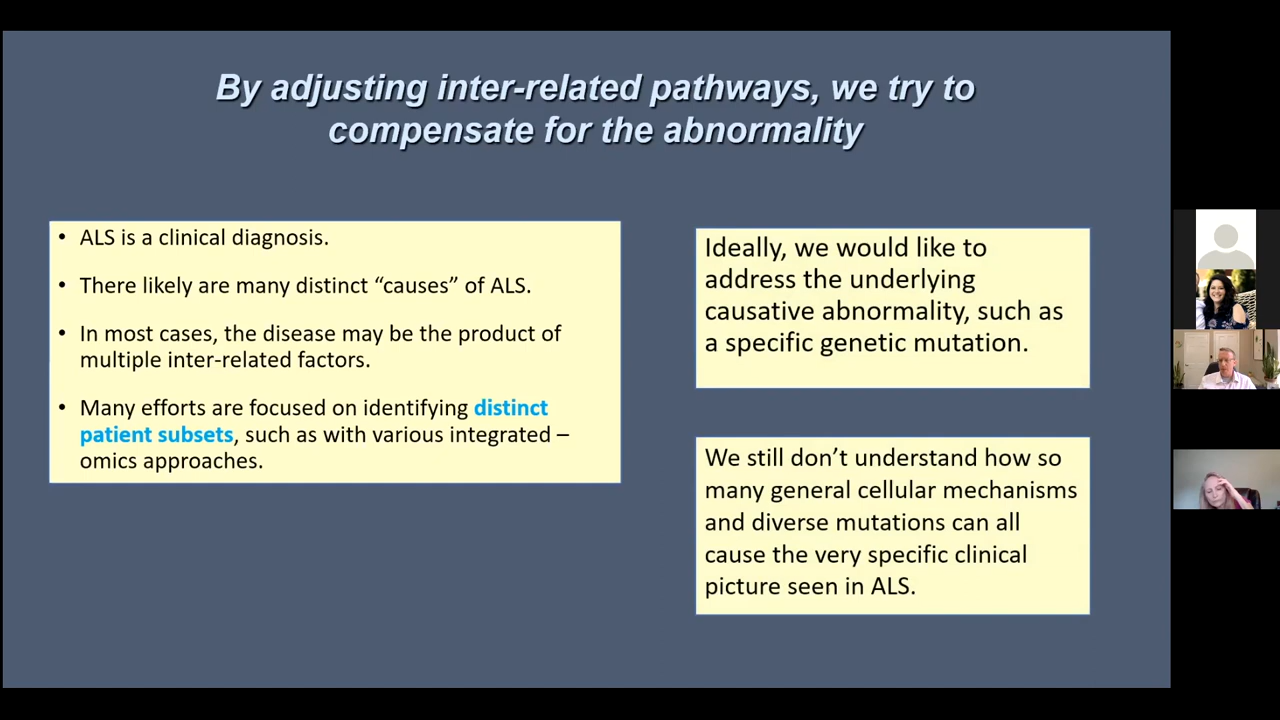 By adjusting inter-related pathways, we try to
compensate for the abnormality
• ALS is a clinical diagnosis.
• There likely are many distinct “causes” of ALS.
• In most cases, the disease may be the product of
multiple inter-related factors.
• Many efforts are focused on identifying distinct
patient subsets, such as with various integrated –
omics approaches.
Ideally, we would like to
address the underlying
causative abnormality, such as
a specific genetic mutation.
We still don’t understand how so
many general cellular mechanisms
and diverse mutations can all
cause the very specific clinical
picture seen in ALS.